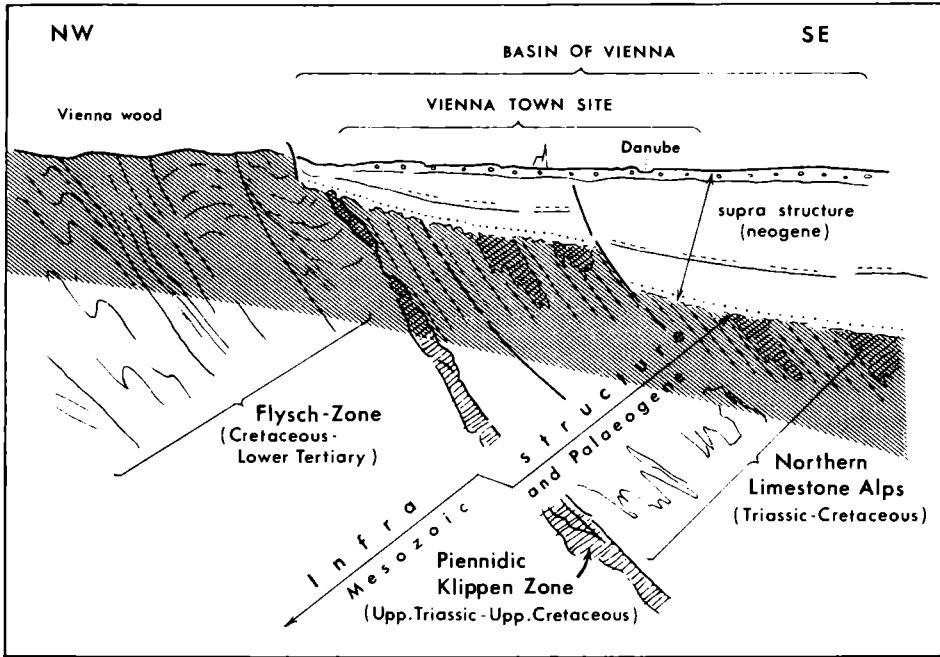 NW
SE
BASIN OF VIENNA
VIENNA TOWN SITE
Vienna wood
Danube
supra structure
(neogene)
Flysch-Zone
(Cretaceous-
Lower Tertiary)
Infra structure
Mesozoic and Palaeogene
Northern
Limestone Alps
(Triassic-Cretaceous)
Piennidic
Klippen Zone
(Upp.Triassic-Upp.Cretaceous)